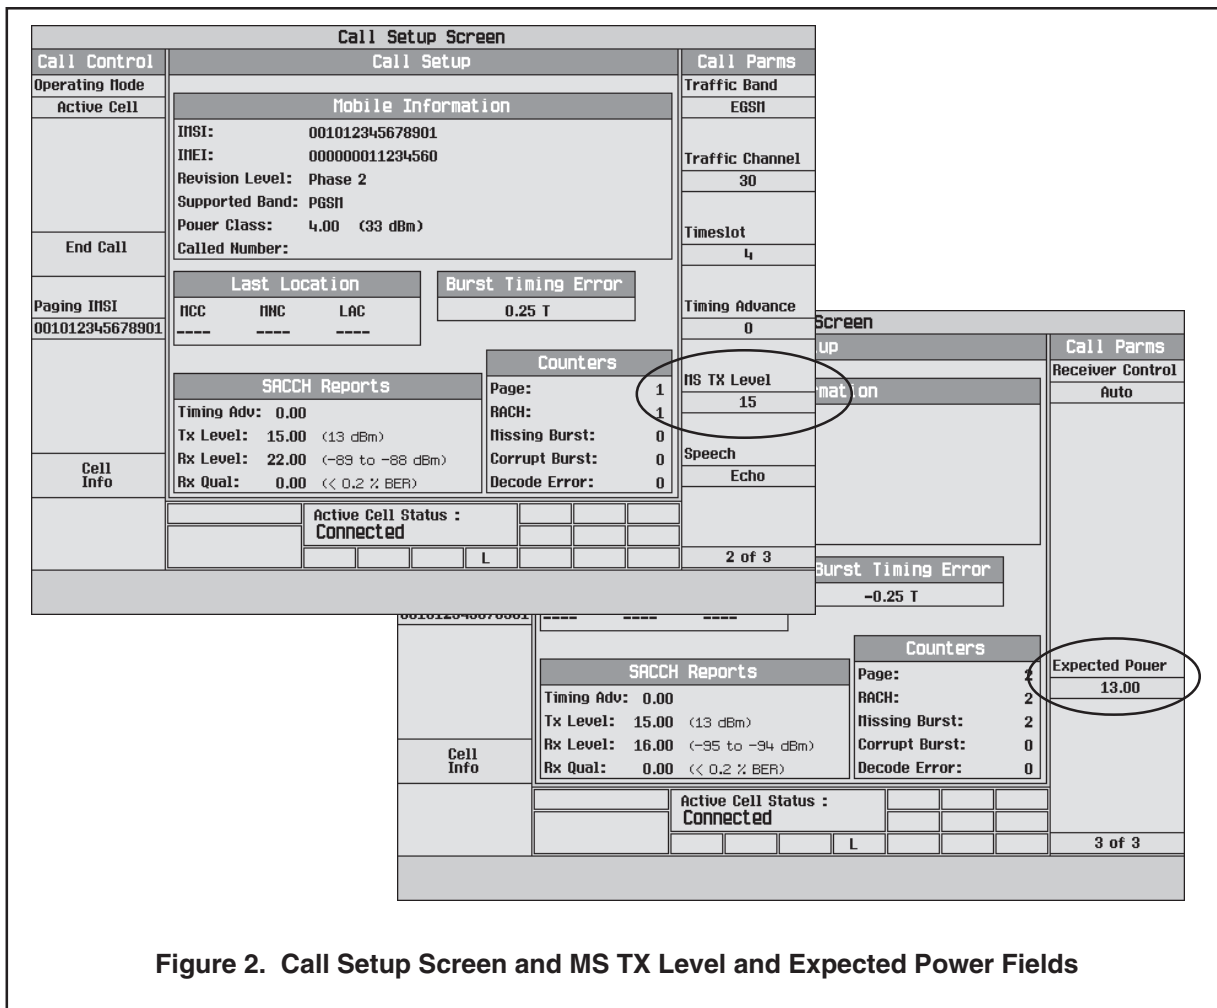 Call Setup Screen
Call Control
Operating Mode
Active Cell
End Call
Paging IMSI
001012345678901
Cell
Info
Call Setup
Mobile Information
IMSI: 001012345678901
IMEI: 000000011234560
Revision Level: Phase 2
Supported Band: PGSM
Power Class: 4.00 (33 dBm)
Called Number:
Last Location
MCC MNC LAC
---- ---- ----
Burst Timing Error
0.25 T
SACCH Reports
Timing Adv: 0.00
Tx Level: 15.00 (13 dBm)
Rx Level: 22.00 (-89 to -88 dBm)
Rx Qual: 0.00 (< 0.2 % BER)
Counters
Page: 1
RACH: 1
Missing Burst: 0
Corrupt Burst: 0
Decode Error: 0
Active Cell Status :
Connected
L
Call Parms
Traffic Band
EGSM
Traffic Channel
30
Timeslot
4
Timing Advance
0
MS TX Level
15
Speech
Echo
2 of 3
Screen
up
mation
Burst Timing Error
-0.25 T
---- ---- ----
SACCH Reports
Timing Adv: 0.00
Tx Level: 15.00 (13 dBm)
Rx Level: 16.00 (-95 to -94 dBm)
Rx Qual: 0.00 (< 0.2 % BER)
Counters
Page: 2
RACH: 2
Missing Burst: 2
Corrupt Burst: 0
Decode Error: 0
Cell
Info
Active Cell Status :
Connected
L
Call Parms
Receiver Control
Auto
Expected Power
13.00
3 of 3
Figure 2. Call Setup Screen and MS TX Level and Expected Power Fields